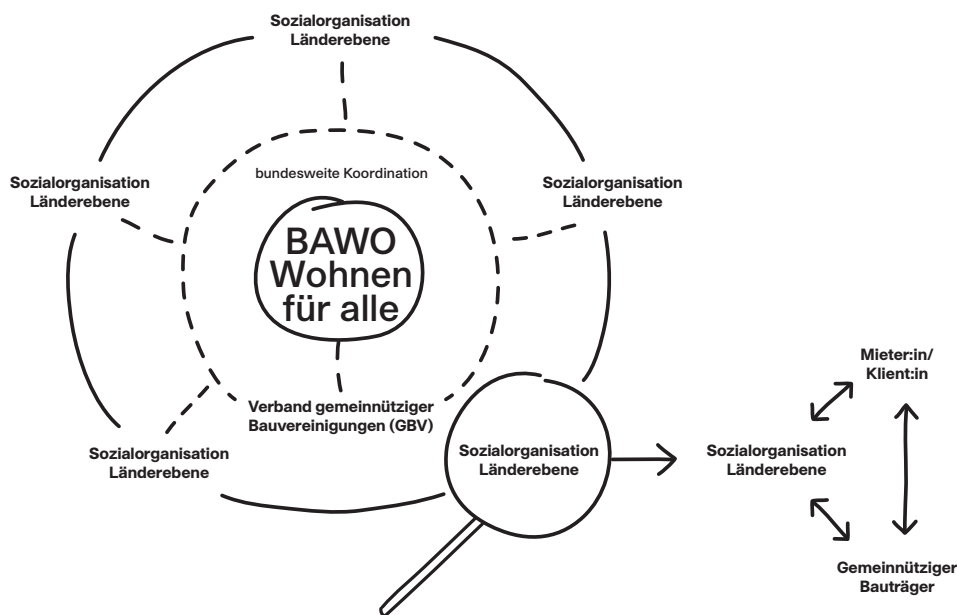 Sozialorganisation
Länderebene
Sozialorganisation
Länderebene
bundesweite Koordination
Sozialorganisation
Länderebene
BAWO
Wohnen
für alle
Verband gemeinnütziger
Bauvereinigungen (GBV)
Sozialorganisation
Länderebene
Sozialorganisation
Länderebene
Mieter:in/
Klient:in
Sozialorganisation
Länderebene
Gemeinnütziger
Bauträger